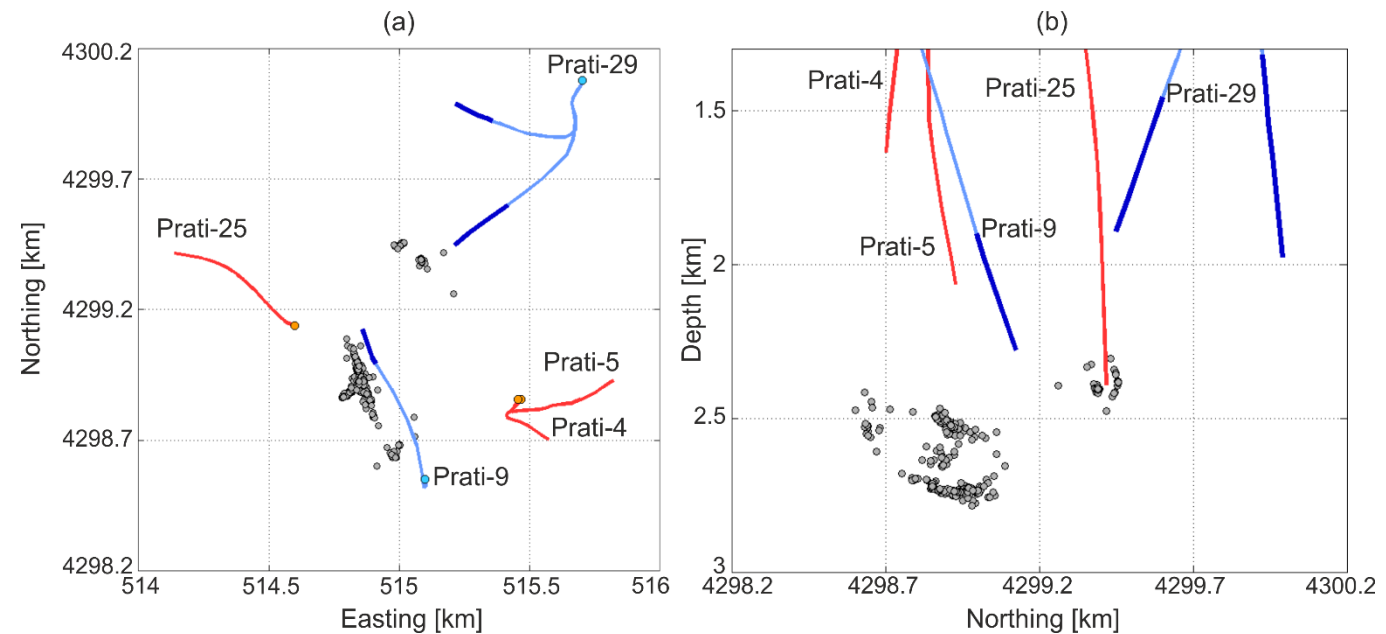 (a)
4300.2
4299.7
4299.2
4298.7
4298.2
Northing [km]
514
514.5
515
515.5
516
Easting [km]
Prati-29
Prati-25
Prati-5
Prati-4
Prati-9
(b)
1.5
2
2.5
3
Depth [km]
4298.2
4298.7
4299.2
4299.7
4300.2
Northing [km]
Prati-4
Prati-25
Prati-29
Prati-5
Prati-9